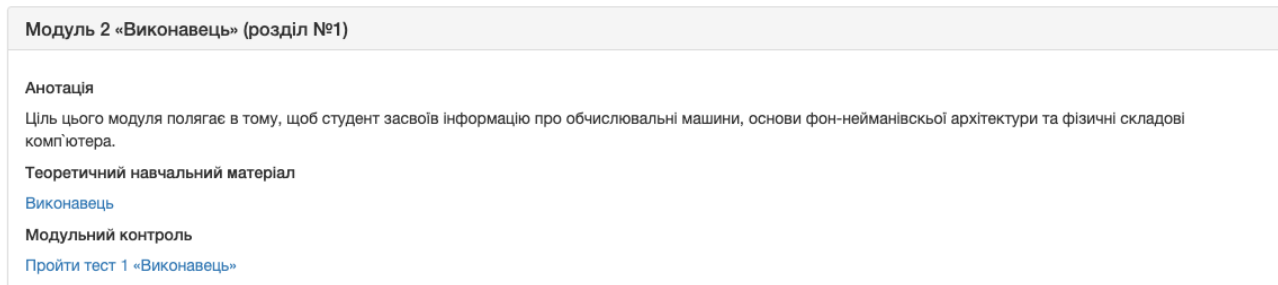 Модуль 2 «Виконавець» (розділ №1)
Анотація
Ціль цього модуля полягає в тому, щоб студент засвоїв інформацію про обчислювальні машини, основи фон-нейманівскьої архітектури та фізичні складові
комп`ютера.
Теоретичний навчальний матеріал
Виконавець
Модульний контроль
Пройти тест 1 «Виконавець»